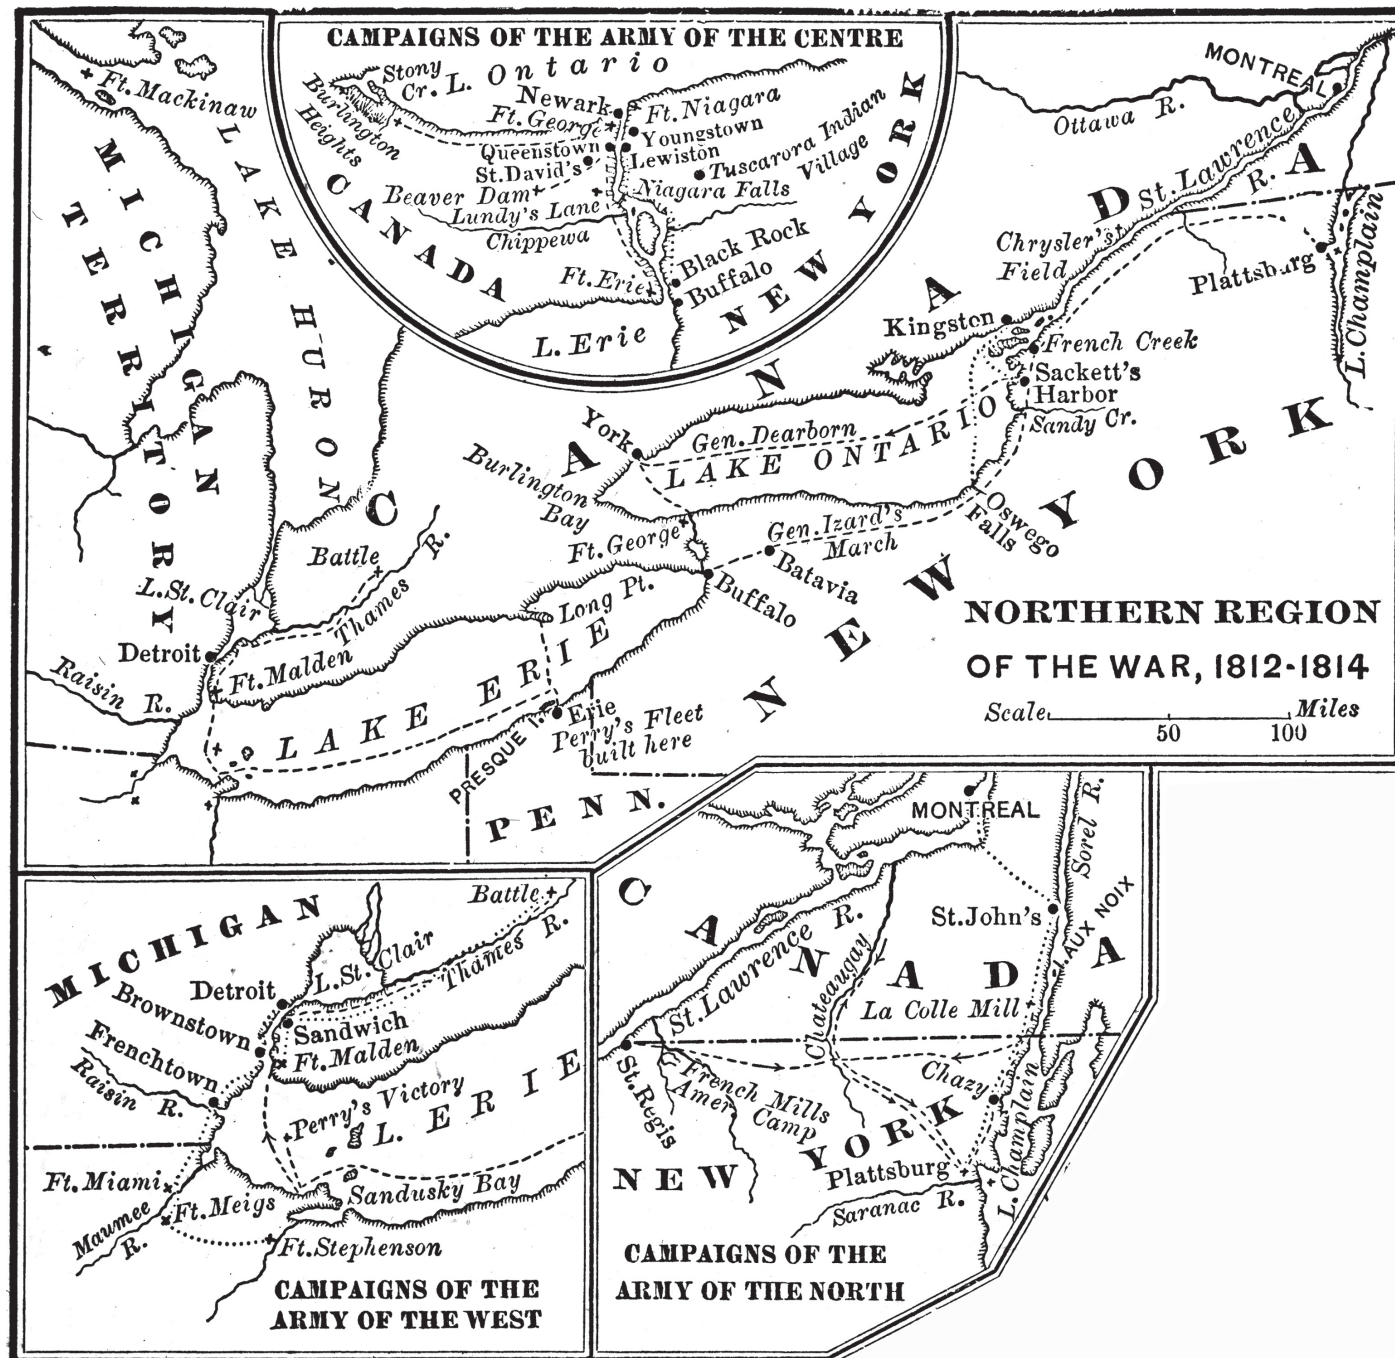 CAMPAIGNS OF THE ARMY OF THE CENTRE
L. Ontario
Stony
Cr.
Burlington
Heights
Newark
Ft. George
Ft. Niagara
Youngstown
Queenstown
Lewiston
St. David's
Tuscarora Indian
Village
Beaver Dam
Niagara Falls
Lundy's Lane
Chippewa
Black Rock
Ft. Erie
Buffalo
L. Erie
CANADA
NEW YORK
Ft. Mackinaw
LAKE HURON
MICHIGAN
TERRITORY
MONTREAL
Ottawa R.
St. Lawrence
R.
CANADA
Chrysler's
Field
Plattsburg
L. Champlain
Kingston
French Creek
Sackett's
Harbor
Sandy Cr.
York
Gen. Dearborn
LAKE ONTARIO
Burlington
Bay
Ft. George
Gen. Izard's
March
Oswego
Falls
Batavia
Buffalo
NEW YORK
Battle
Thames R.
L. St. Clair
Long Pt.
Detroit
Ft. Malden
Raisin R.
LAKE ERIE
Erie
Perry's Fleet
built here
PRESQUE I.
PENN.
NORTHERN REGION
OF THE WAR, 1812-1814
Scale
Miles
50
100
MICHIGAN
Battle
Thames R.
L. St. Clair
Detroit
Brownstown
Sandwich
Frenchtown
Ft. Malden
Raisin R.
Perry's Victory
L. ERIE
Ft. Miami
Ft. Meigs
Sandusky Bay
Maumee
R.
Ft. Stephenson
CAMPAIGNS OF THE
ARMY OF THE WEST
MONTREAL
Sorel R.
CANADA
St. John's
I. AUX NOIX
St. Lawrence R.
Chateaugay
La Colle Mill
St. Regis
French Mills
Amer.
Camp
Chazy
NEW YORK
Plattsburg
L. Champlain
Saranac R.
CAMPAIGNS OF THE
ARMY OF THE NORTH